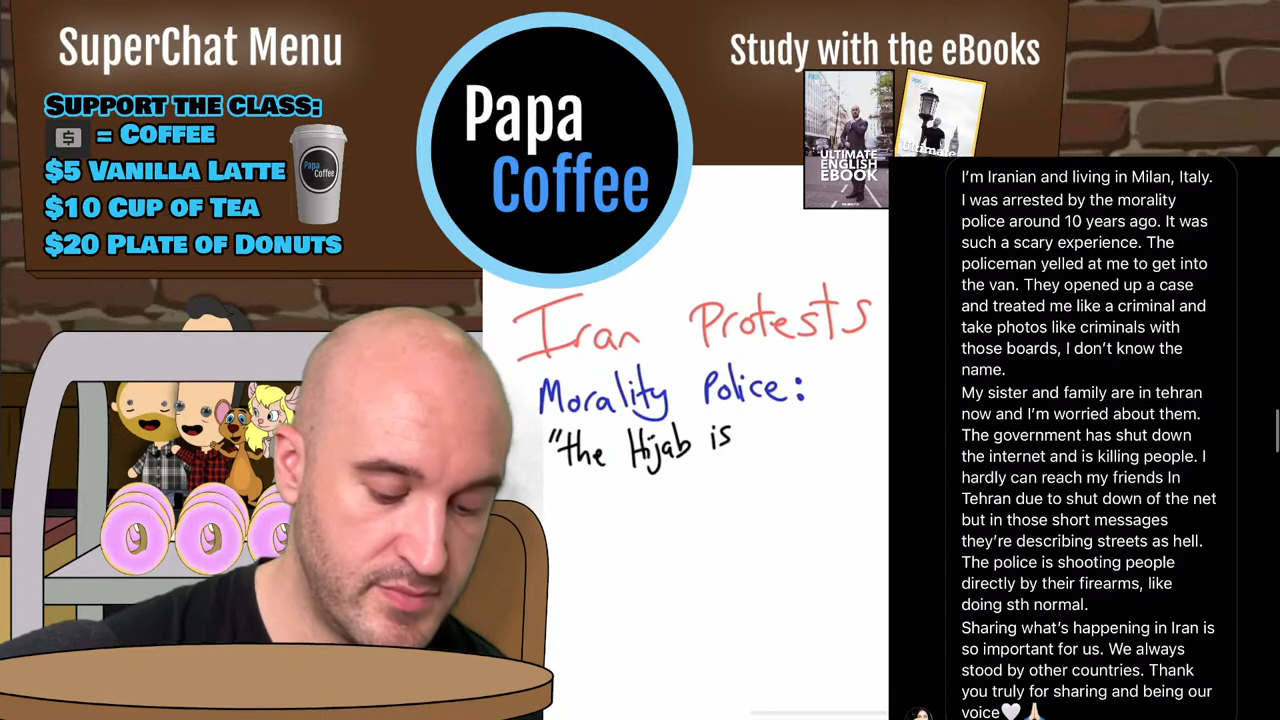 SuperChat Menu
SUPPORT THE CLASS:
$ = COFFEE
$5 VANILLA LATTE
$10 CUP OF TEA
$20 PLATE OF DONUTS
Papa
Coffee
Papa
Coffee
Study with the eBooks
ULTIMATE
ENGLISH
EBOOK
Ultimate
Iran Protests
Morality Police:
"the Hijab is
I'm Iranian and living in Milan, Italy.
I was arrested by the morality
police around 10 years ago. It was
such a scary experience. The
policeman yelled at me to get into
the van. They opened up a case
and treated me like a criminal and
take photos like criminals with
those boards, I don't know the
name.
My sister and family are in tehran
now and I'm worried about them.
The government has shut down
the internet and is killing people. I
hardly can reach my friends In
Tehran due to shut down of the net
but in those short messages
they're describing streets as hell.
The police is shooting people
directly by their firearms, like
doing sth normal.
Sharing what's happening in Iran is
so important for us. We always
stood by other countries. Thank
you truly for sharing and being our
voice🤍🙏🏻